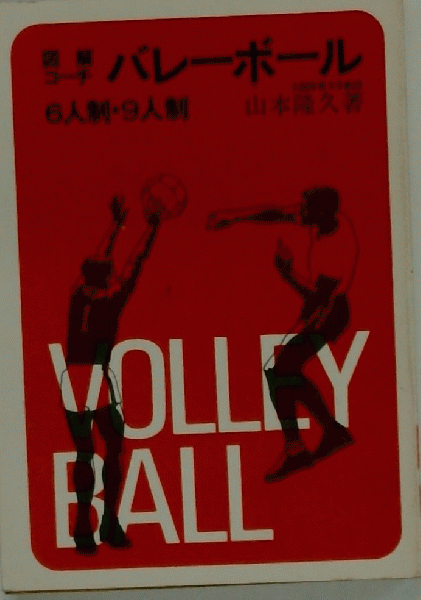 図解
コーチ バレーボール
6人制・9人制
山本隆久著
VOLLEY
BALL